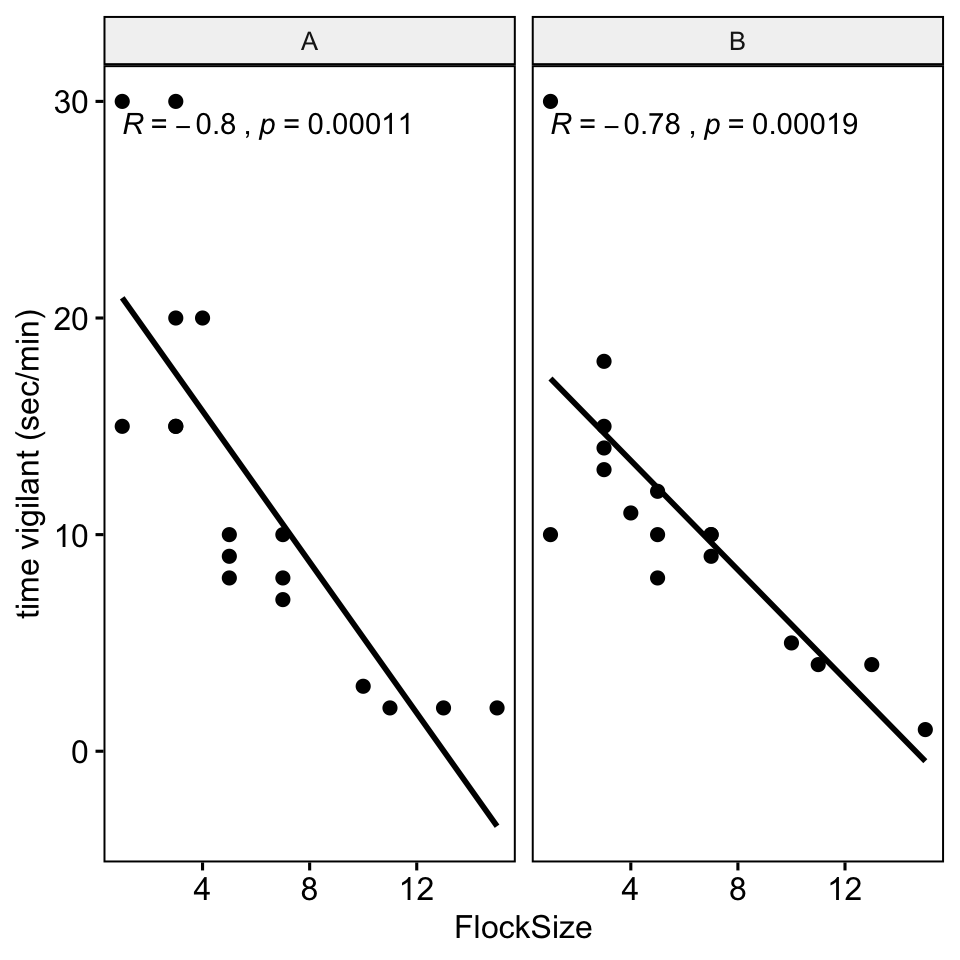 A
B
30
20
10
0
R = −0.8 , p = 0.00011
R = −0.78 , p = 0.00019
time vigilant (sec/min)
4 8 12
4 8 12
FlockSize